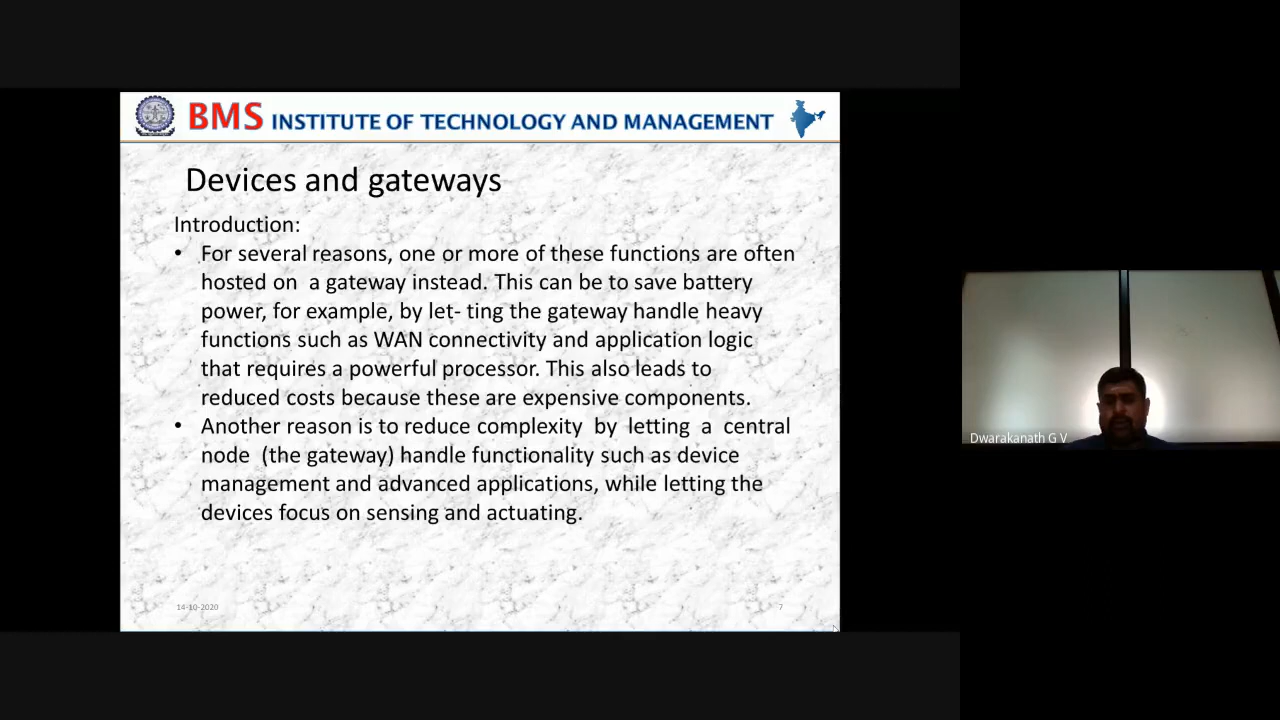 BMS INSTITUTE OF TECHNOLOGY AND MANAGEMENT
Devices and gateways
Introduction:
• For several reasons, one or more of these functions are often
hosted on a gateway instead. This can be to save battery
power, for example, by let- ting the gateway handle heavy
functions such as WAN connectivity and application logic
that requires a powerful processor. This also leads to
reduced costs because these are expensive components.
• Another reason is to reduce complexity by letting a central
node (the gateway) handle functionality such as device
management and advanced applications, while letting the
devices focus on sensing and actuating.
14-10-2020
7
Dwarakanath G V